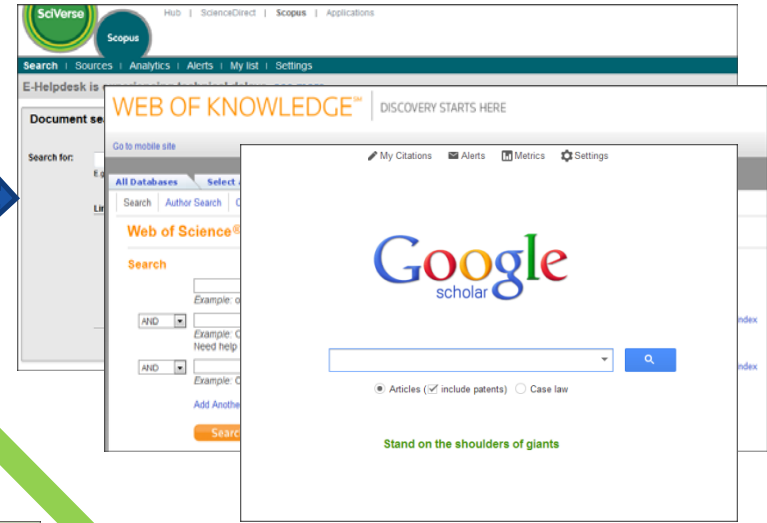 SciVerse
Hub | ScienceDirect | Scopus | Applications
Scopus
Search | Sources | Analytics | Alerts | My list | Settings
E-Helpdesk is
WEB OF KNOWLEDGE℠ DISCOVERY STARTS HERE
Document se
Go to mobile site
Search for:
My Citations Alerts Metrics Settings
All Databases Select
Search Author Search
Web of Science®
Google
scholar
Search
Example:
AND
Example:
Need help
AND
Example:
Articles ( include patents) Case law
Add Anothe
Searc
Stand on the shoulders of giants